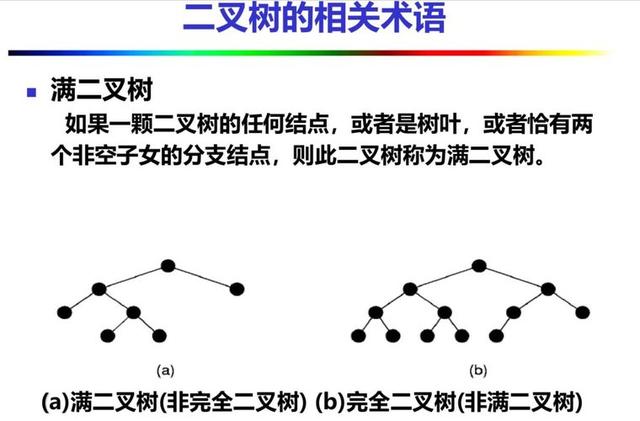 二叉树的相关术语
满二叉树
如果一颗二叉树的任何结点，或者是树叶，或者恰有两
个非空子女的分支结点，则此二叉树称为满二叉树。
(a) (b)
(a)满二叉树(非完全二叉树) (b)完全二叉树(非满二叉树)